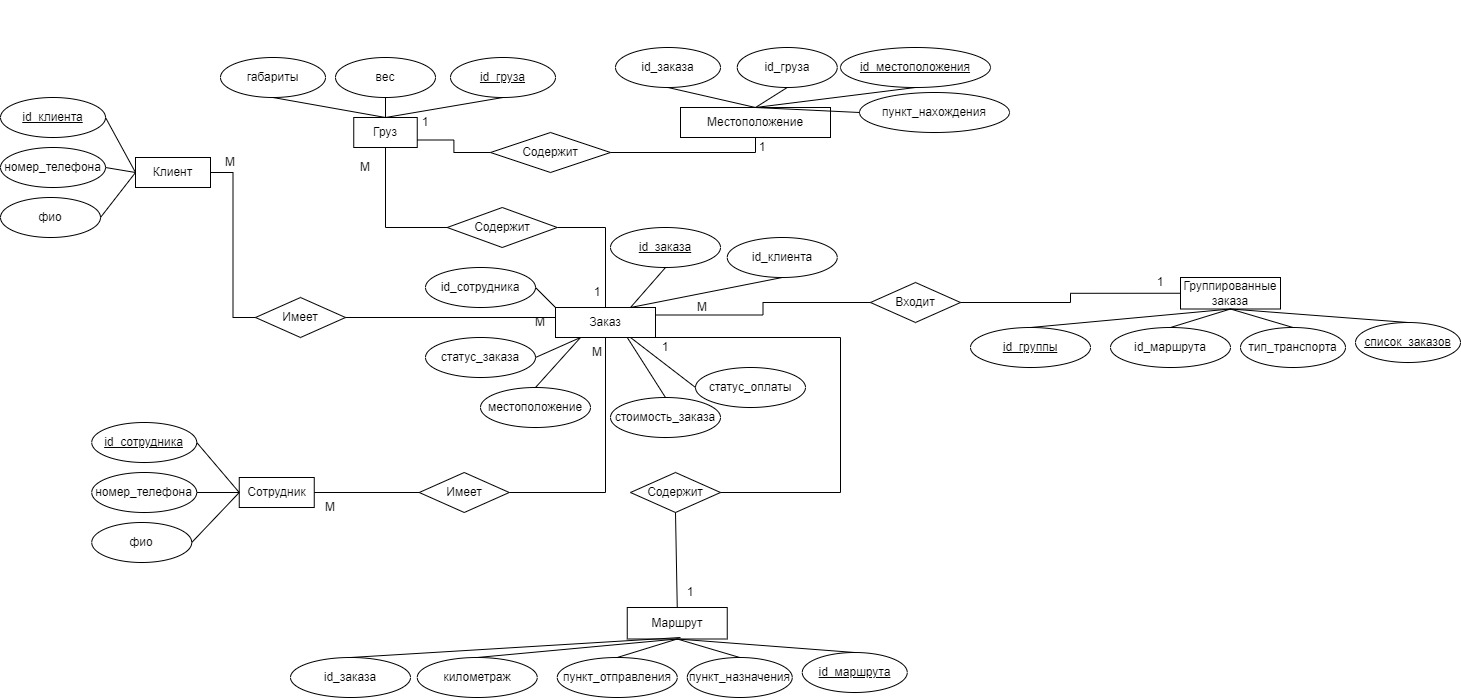 id_заказа
id_груза
id_местоположения
габариты
вес
id_груза
пункт_нахождения
id_клиента
1
Местоположение
Груз
1
Содержит
М
М
номер_телефона
Клиент
фио
Содержит
id_заказа
id_клиента
id_сотрудника
1
М
1
Группированные
заказа
Входит
Имеет
М
Заказ
id_группы
id_маршрута
тип_транспорта
список_заказов
статус_заказа
М
1
статус_оплаты
местоположение
стоимость_заказа
id_сотрудника
номер_телефона
Сотрудник
Имеет
Содержит
М
фио
1
Маршрут
id_заказа
километраж
пункт_отправления
пункт_назначения
id_маршрута